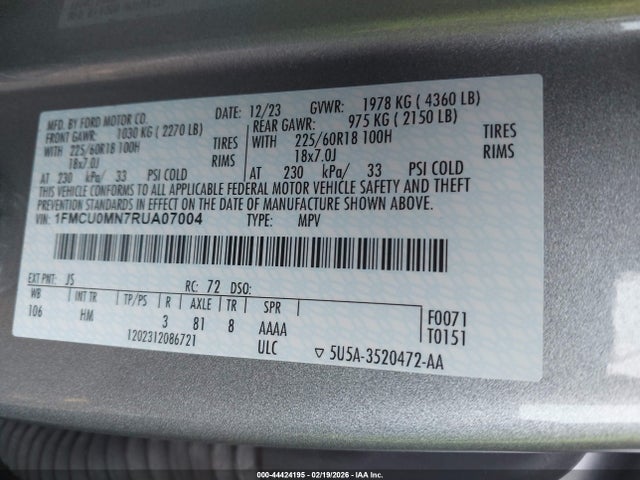 MFD. BY FORD MOTOR CO. DATE: 12/23 GVWR: 1978 KG ( 4360 LB)
FRONT GAWR: 1030 KG ( 2270 LB) REAR GAWR: 975 KG ( 2150 LB)
WITH 225/60R18 100H TIRES WITH 225/60R18 100H TIRES
18x7.0J RIMS 18x7.0J RIMS
AT 230 kPa/ 33 PSI COLD AT 230 kPa/ 33 PSI COLD
THIS VEHICLE CONFORMS TO ALL APPLICABLE FEDERAL MOTOR VEHICLE SAFETY AND THEFT
PREVENTION STANDARDS IN EFFECT ON THE DATE OF MANUFACTURE SHOWN ABOVE.
VIN: 1FMCU0MN7RUA07004 TYPE: MPV
EXT PNT: JS RC: 72 DSO:
WB INT TR TP/PS R AXLE TR SPR
106 HM 3 81 8 AAAA
1202312086721 ULC
F0071
T0151
▽ 5U5A-3520472-AA
000-44424195 - 02/19/2026 - IAA Inc.